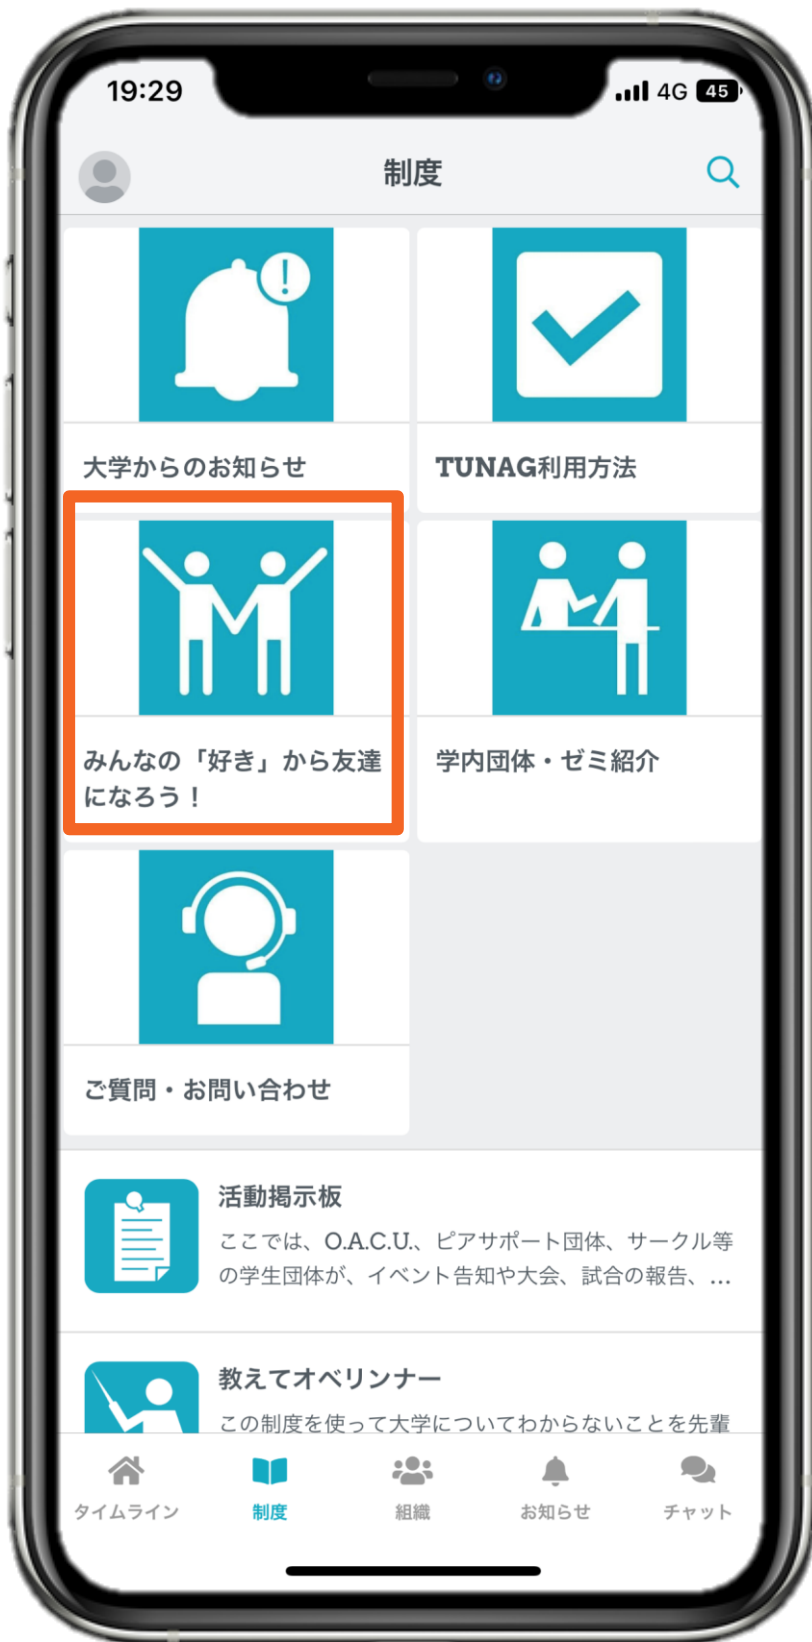 19:29
4G 45
制度
大学からのお知らせ
TUNAG利用方法
みんなの「好き」から友達
になろう！
学内団体・ゼミ紹介
ご質問・お問い合わせ
活動掲示板
ここでは、O.A.C.U.、ピアサポート団体、サークル等
の学生団体が、イベント告知や大会、試合の報告、...
教えてオベリンナー
この制度を使って大学についてわからないことを先輩
タイムライン
制度
組織
お知らせ
チャット